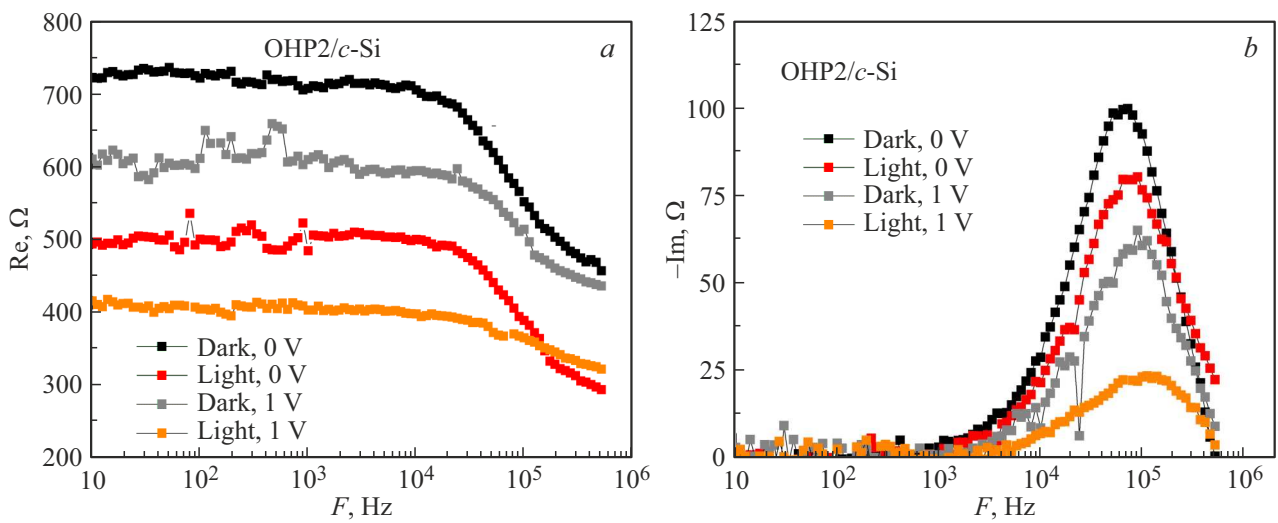 OHP2/c-Si
a
800
700
600
500
400
300
200
Re, Ω
Dark, 0 V
Light, 0 V
Dark, 1 V
Light, 1 V
10
10²
10³
10⁴
10⁵
10⁶
F, Hz
b
OHP2/c-Si
125
100
75
50
25
0
–Im, Ω
Dark, 0 V
Light, 0 V
Dark, 1 V
Light, 1 V
10
10²
10³
10⁴
10⁵
10⁶
F, Hz